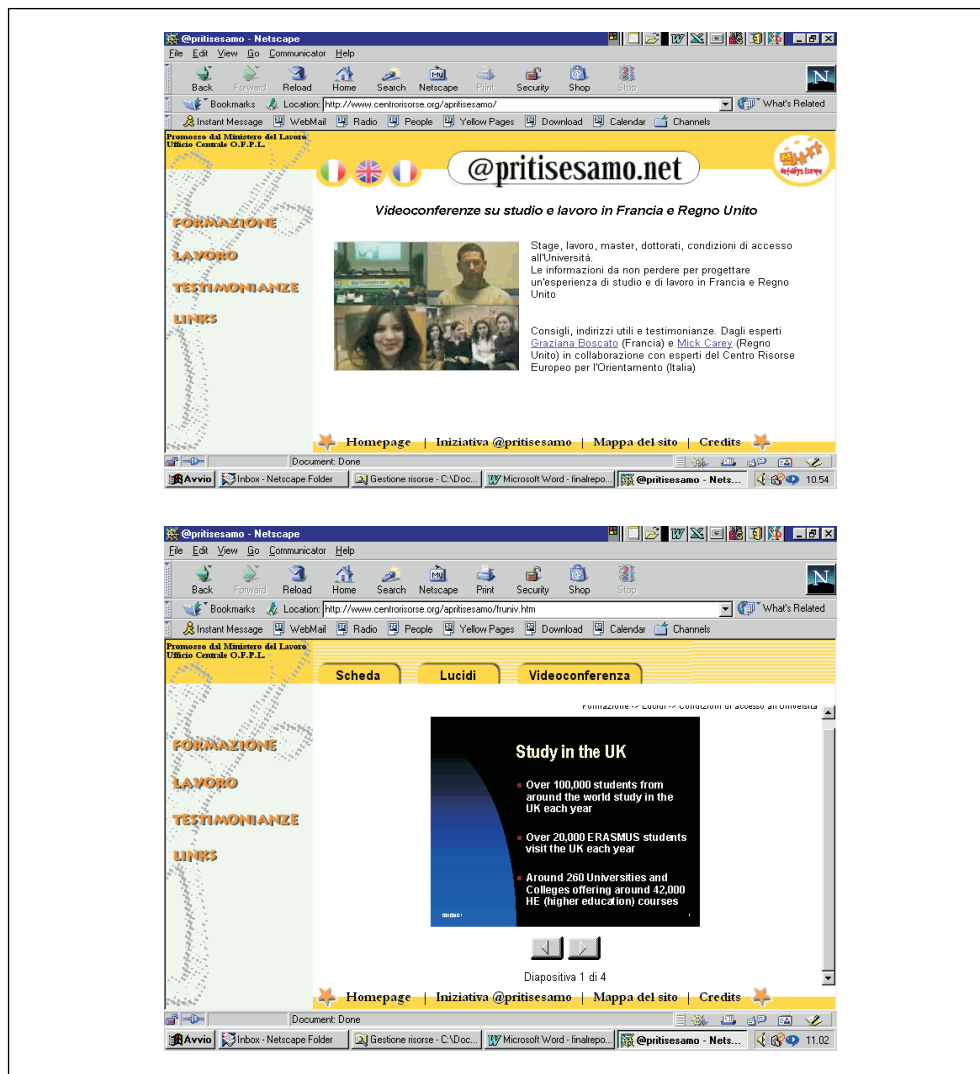 @pritisesamo - Netscape
File Edit View Go Communicator Help
Back Forward Reload Home Search Netscape Print Security Shop Stop
Bookmarks Location: http://www.centrorisorse.org/apritisesamo/ What's Related
Instant Message WebMail Radio People Yellow Pages Download Calendar Channels
Promosso dal Ministero del Lavoro
Ufficio Centrale O.F.P.L.
@pritisesamo.net
Videoconferenze su studio e lavoro in Francia e Regno Unito
FORMAZIONE
LAVORO
TESTIMONIANZE
LINKS
Stage, lavoro, master, dottorati, condizioni di accesso
all'Università.
Le informazioni da non perdere per progettare
un'esperienza di studio e di lavoro in Francia e Regno
Unito
Consigli, indirizzi utili e testimonianze. Dagli esperti
Graziana Boscato (Francia) e Mick Carey (Regno
Unito) in collaborazione con esperti del Centro Risorse
Europeo per l'Orientamento (Italia)
Homepage | Iniziativa @pritisesamo | Mappa del sito | Credits
Document: Done
Avvio Inbox - Netscape Folder Gestione risorse - C:\Doc... Microsoft Word - finalrepo... @pritisesamo - Nets... 10.54
@pritisesamo - Netscape
File Edit View Go Communicator Help
Back Forward Reload Home Search Netscape Print Security Shop Stop
Bookmarks Location: http://www.centrorisorse.org/apritisesamo/fruniv.htm What's Related
Instant Message WebMail Radio People Yellow Pages Download Calendar Channels
Promosso dal Ministero del Lavoro
Ufficio Centrale O.F.P.L.
Scheda Lucidi Videoconferenza
Formazione -> Lucidi -> Condizioni di accesso all'Università
FORMAZIONE
LAVORO
TESTIMONIANZE
LINKS
Study in the UK
Over 100,000 students from
around the world study in the
UK each year
Over 20,000 ERASMUS students
visit the UK each year
Around 260 Universities and
Colleges offering around 42,000
HE (higher education) courses
Diapositiva 1 di 4
Homepage | Iniziativa @pritisesamo | Mappa del sito | Credits
Document: Done
Avvio Inbox - Netscape Folder Gestione risorse - C:\Doc... Microsoft Word - finalrepo... @pritisesamo - Nets... 11.02